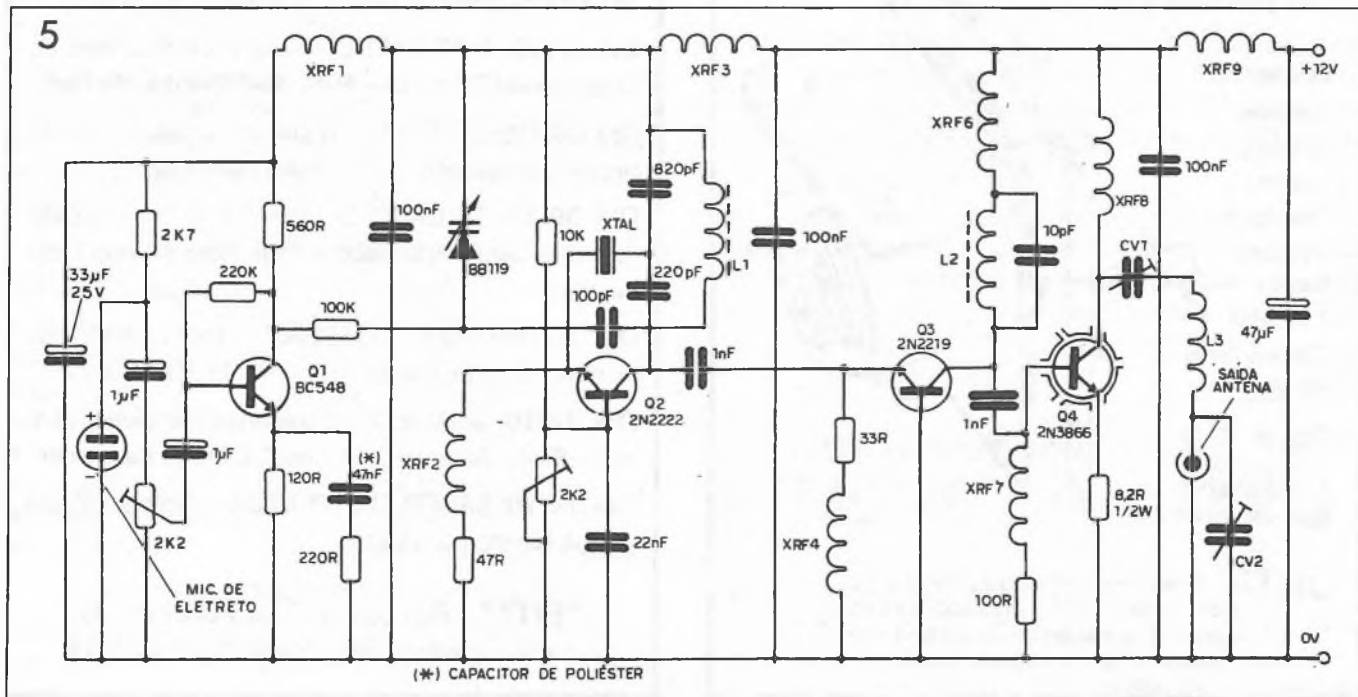 5
XRF1
XRF3
XRF9
+12V
XRF6
2K7
560R
100nF
BB119
10K
XTAL
820pF
L1
100nF
L2
10pF
XRF8
100nF
CV1
33µF
25V
220K
100K
100pF
220pF
1µF
Q1
BC548
Q2
2N2222
1nF
Q3
2N2219
1nF
Q4
2N3866
L3
SAÍDA
ANTENA
47µF
1µF
120R
(*)
47nF
XRF2
2K2
33R
XRF7
8,2R
1/2W
+
-
2K2
220R
47R
22nF
XRF4
100R
CV2
MIC. DE
ELETRETO
0V
(*) CAPACITOR DE POLIÉSTER